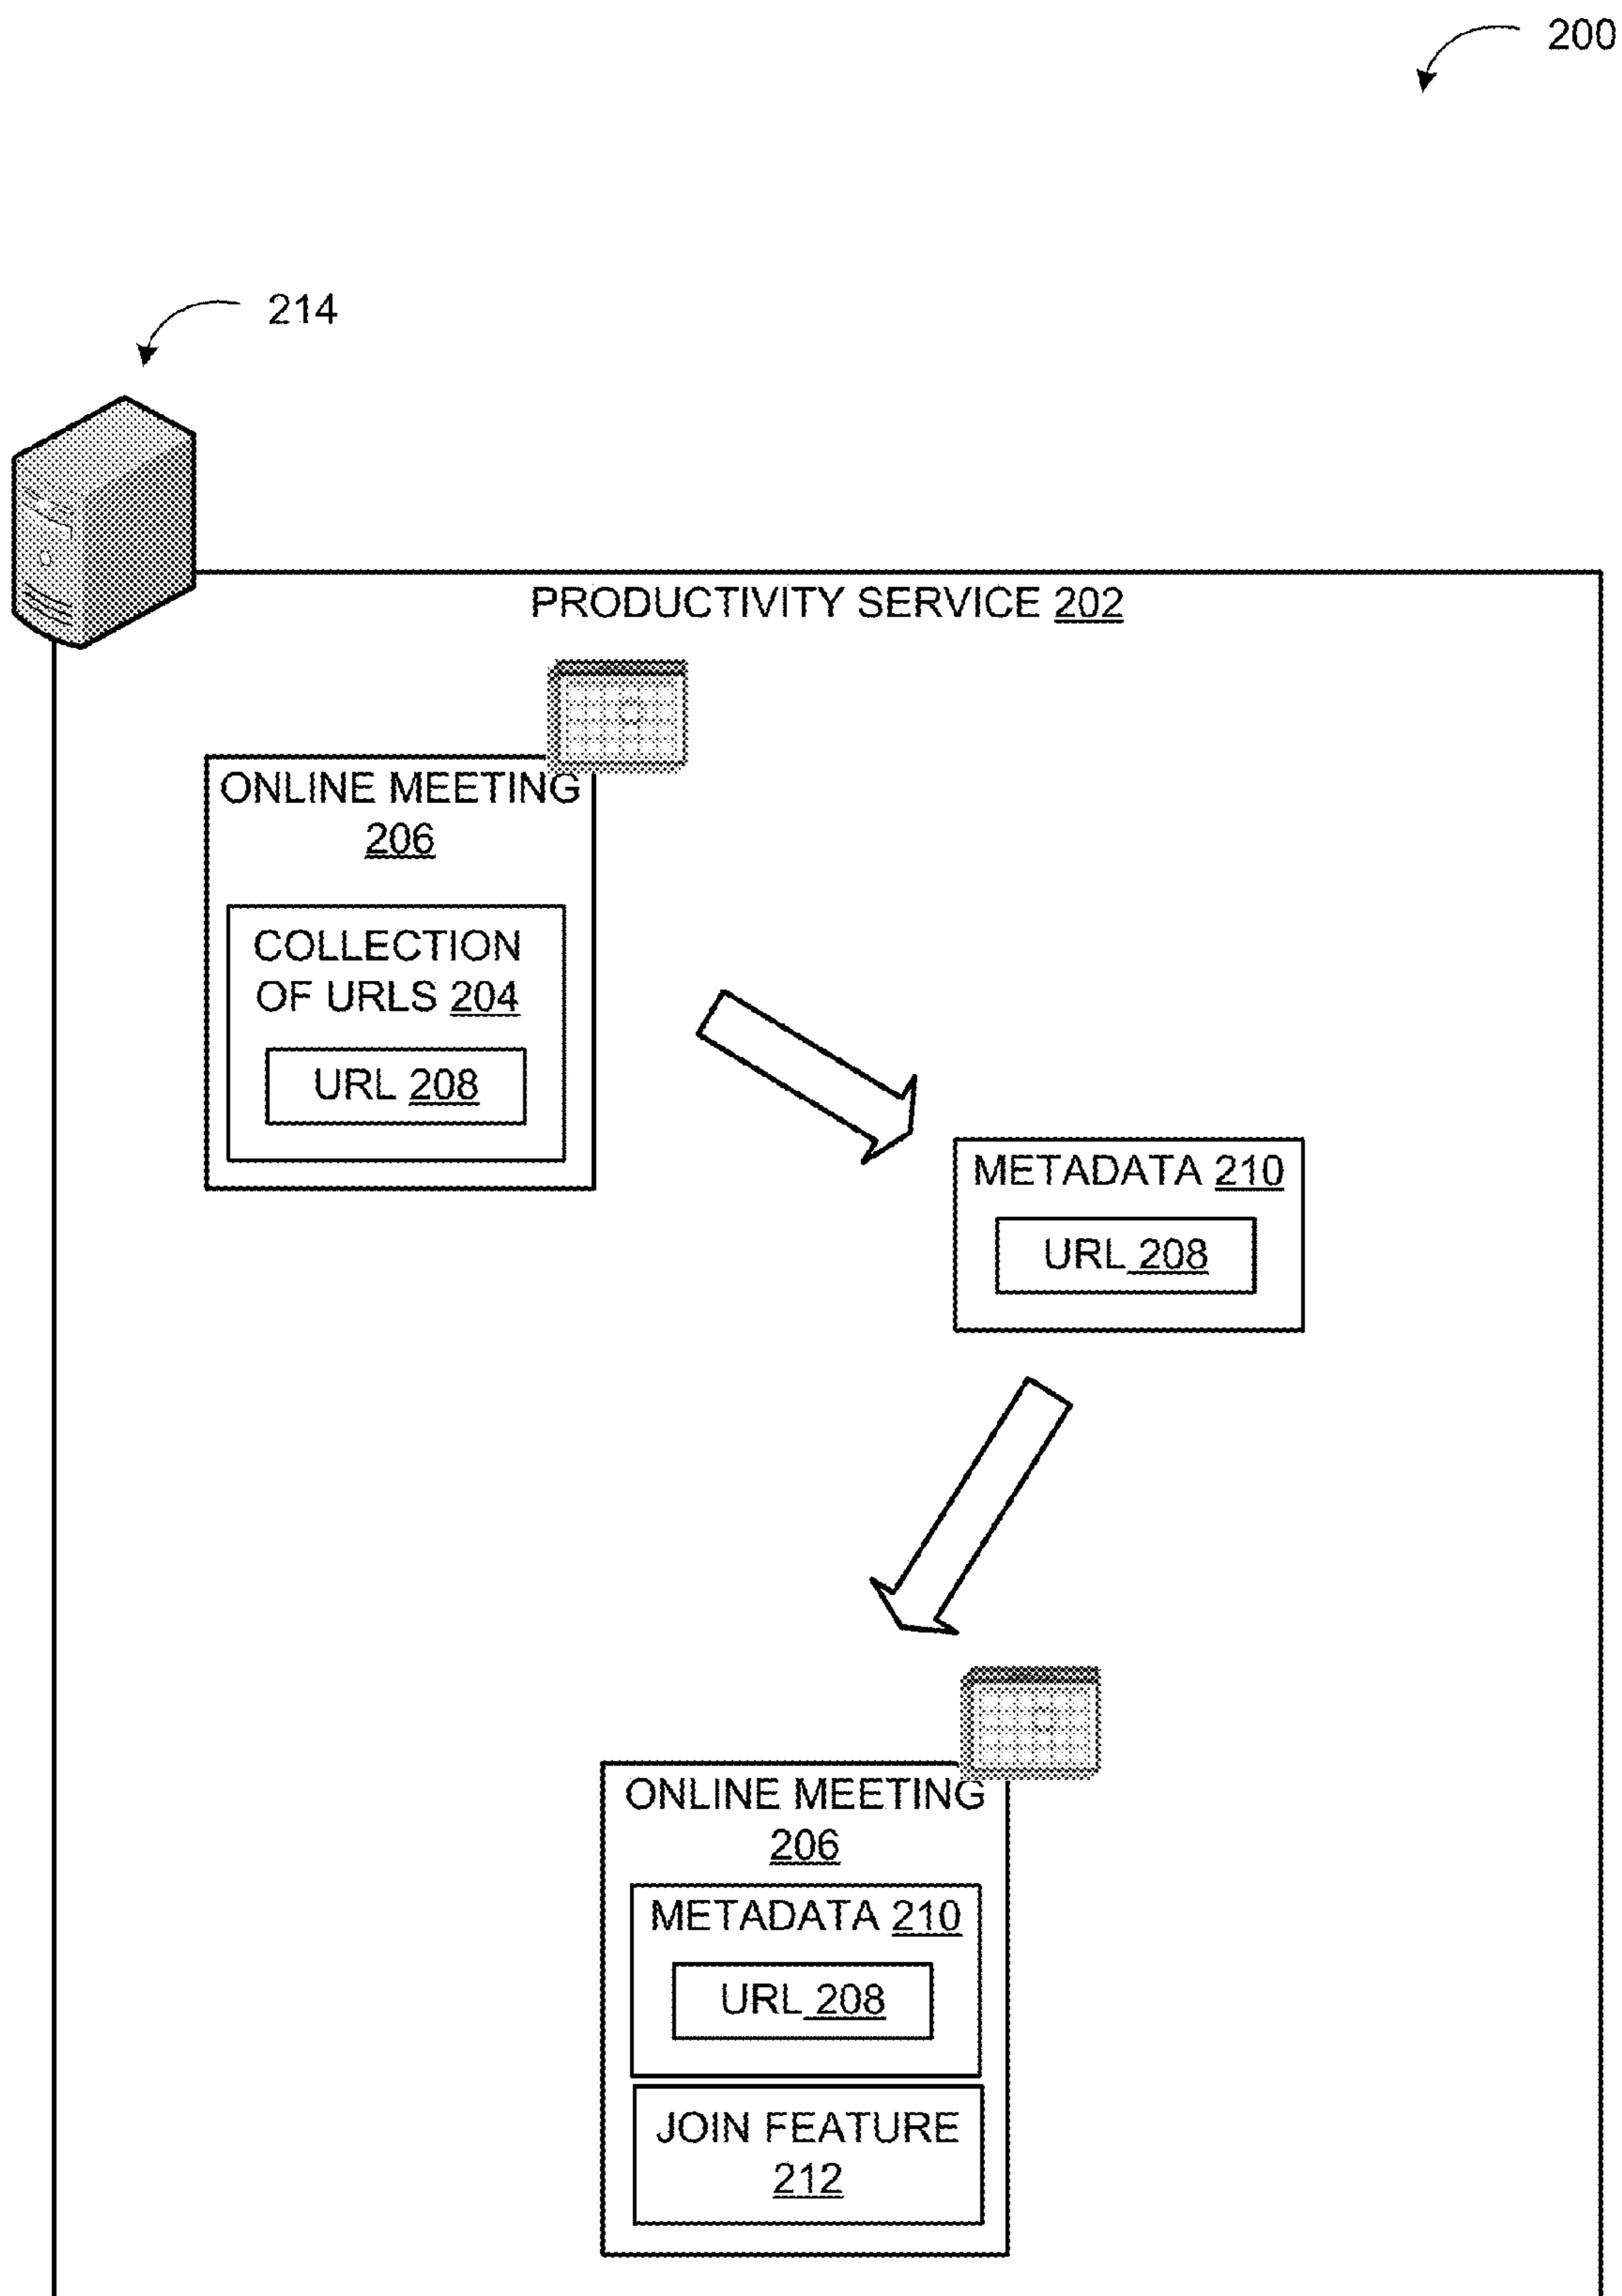 200
214
PRODUCTIVITY SERVICE 202
ONLINE MEETING
206
COLLECTION
OF URLS 204
URL 208
METADATA 210
URL 208
ONLINE MEETING
206
METADATA 210
URL 208
JOIN FEATURE
212